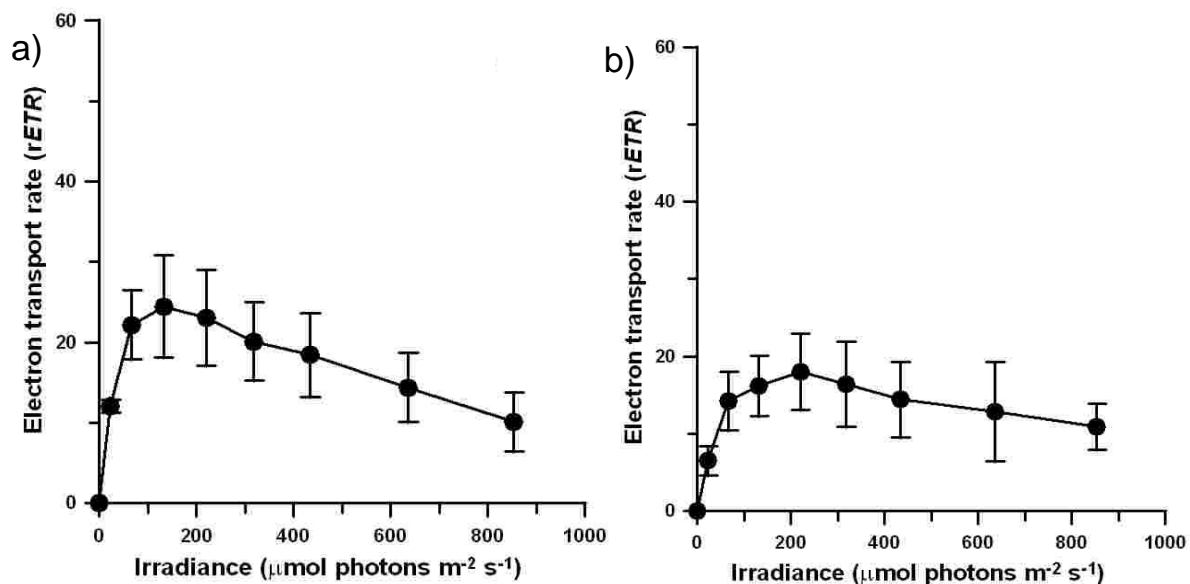 a)
Electron transport rate (rETR)
60
40
20
0
0 200 400 600 800 1000
Irradiance (μmol photons m-2 s-1)
b)
Electron transport rate (rETR)
60
40
20
0
0 200 400 600 800 1000
Irradiance (μmol photons m-2 s-1)